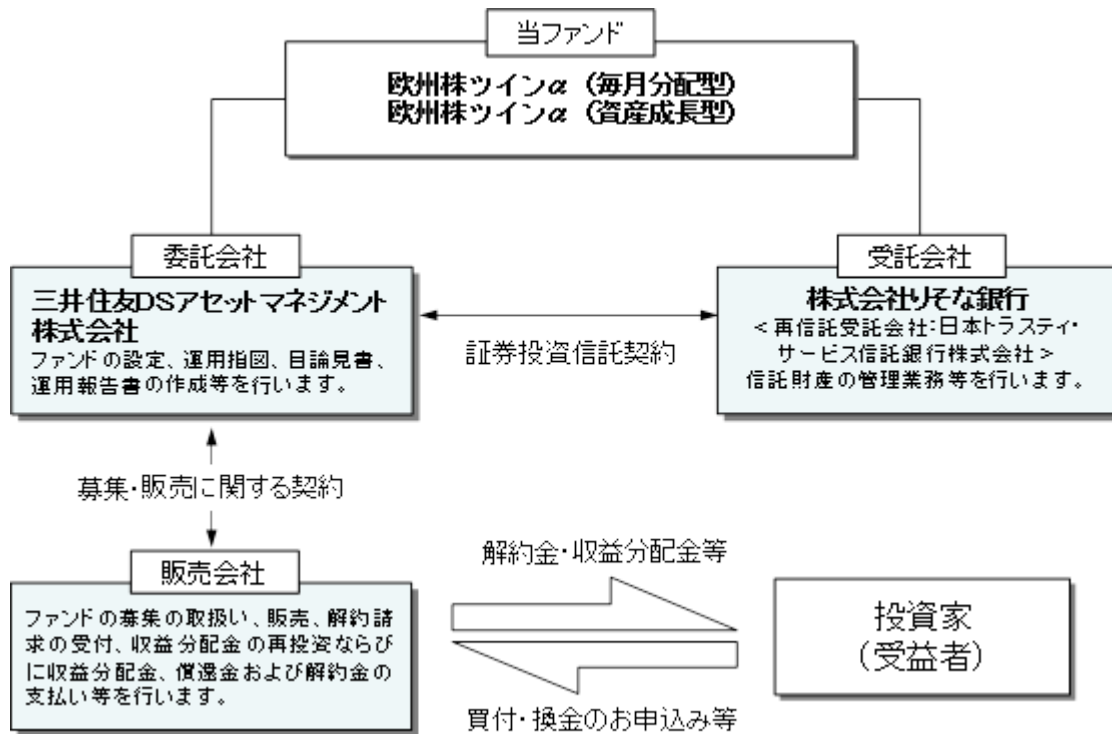 当ファンド
欧州株ツインα（毎月分配型）
欧州株ツインα（資産成長型）
委託会社
三井住友DSアセットマネジメント
株式会社
ファンドの設定、運用指図、目論見書、
運用報告書の作成等を行います。
証券投資信託契約
受託会社
株式会社りそな銀行
＜再信託受託会社：日本トラスティ・
サービス信託銀行株式会社＞
信託財産の管理業務等を行います。
募集・販売に関する契約
販売会社
ファンドの募集の取扱い、販売、解約請
求の受付、収益分配金の再投資ならび
に収益分配金、償還金および解約金の
支払い等を行います。
解約金・収益分配金等
買付・換金のお申込み等
投資家
（受益者）